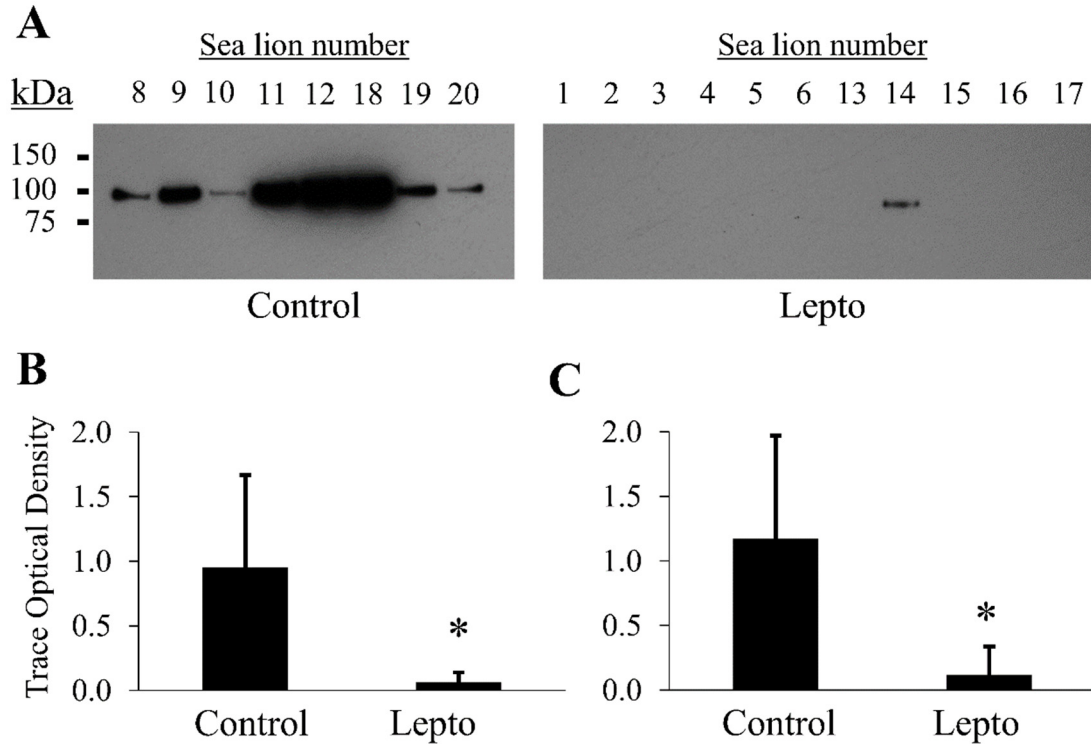 A
Sea lion number
Sea lion number
kDa 8 9 10 11 12 18 19 20
1 2 3 4 5 6 13 14 15 16 17
150
100
75
Control
Lepto
B
C
Trace Optical Density
2.0
1.5
1.0
0.5
0.0
*
Control Lepto
2.0
1.5
1.0
0.5
0.0
*
Control Lepto